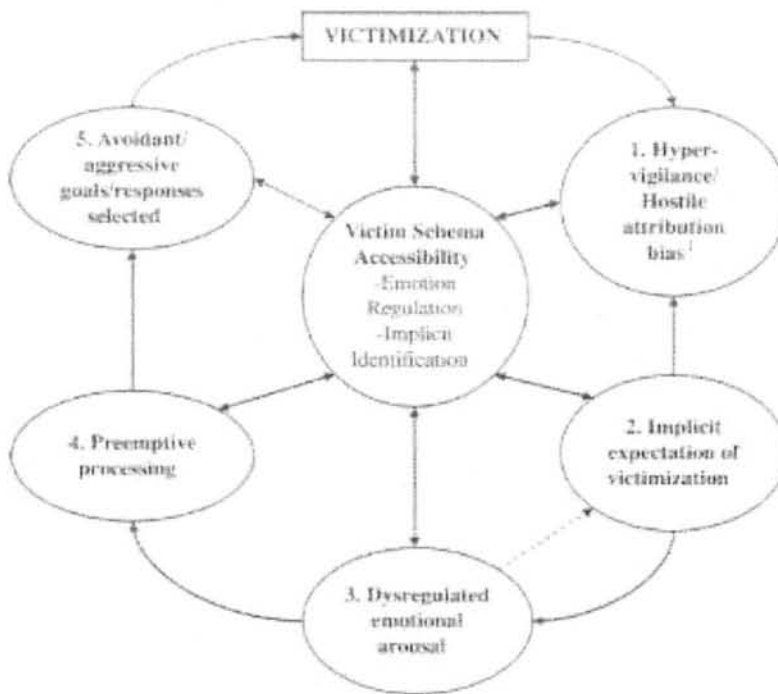 VICTIMIZATION
5. Avoidant/
aggressive
goals/responses
selected
1. Hyper-
vigilance/
Hostile
attribution
bias¹
Victim Schema
Accessibility
-Emotion
Regulation
-Implicit
Identification
4. Preemptive
processing
2. Implicit
expectation of
victimization
3. Dysregulated
emotional
arousal